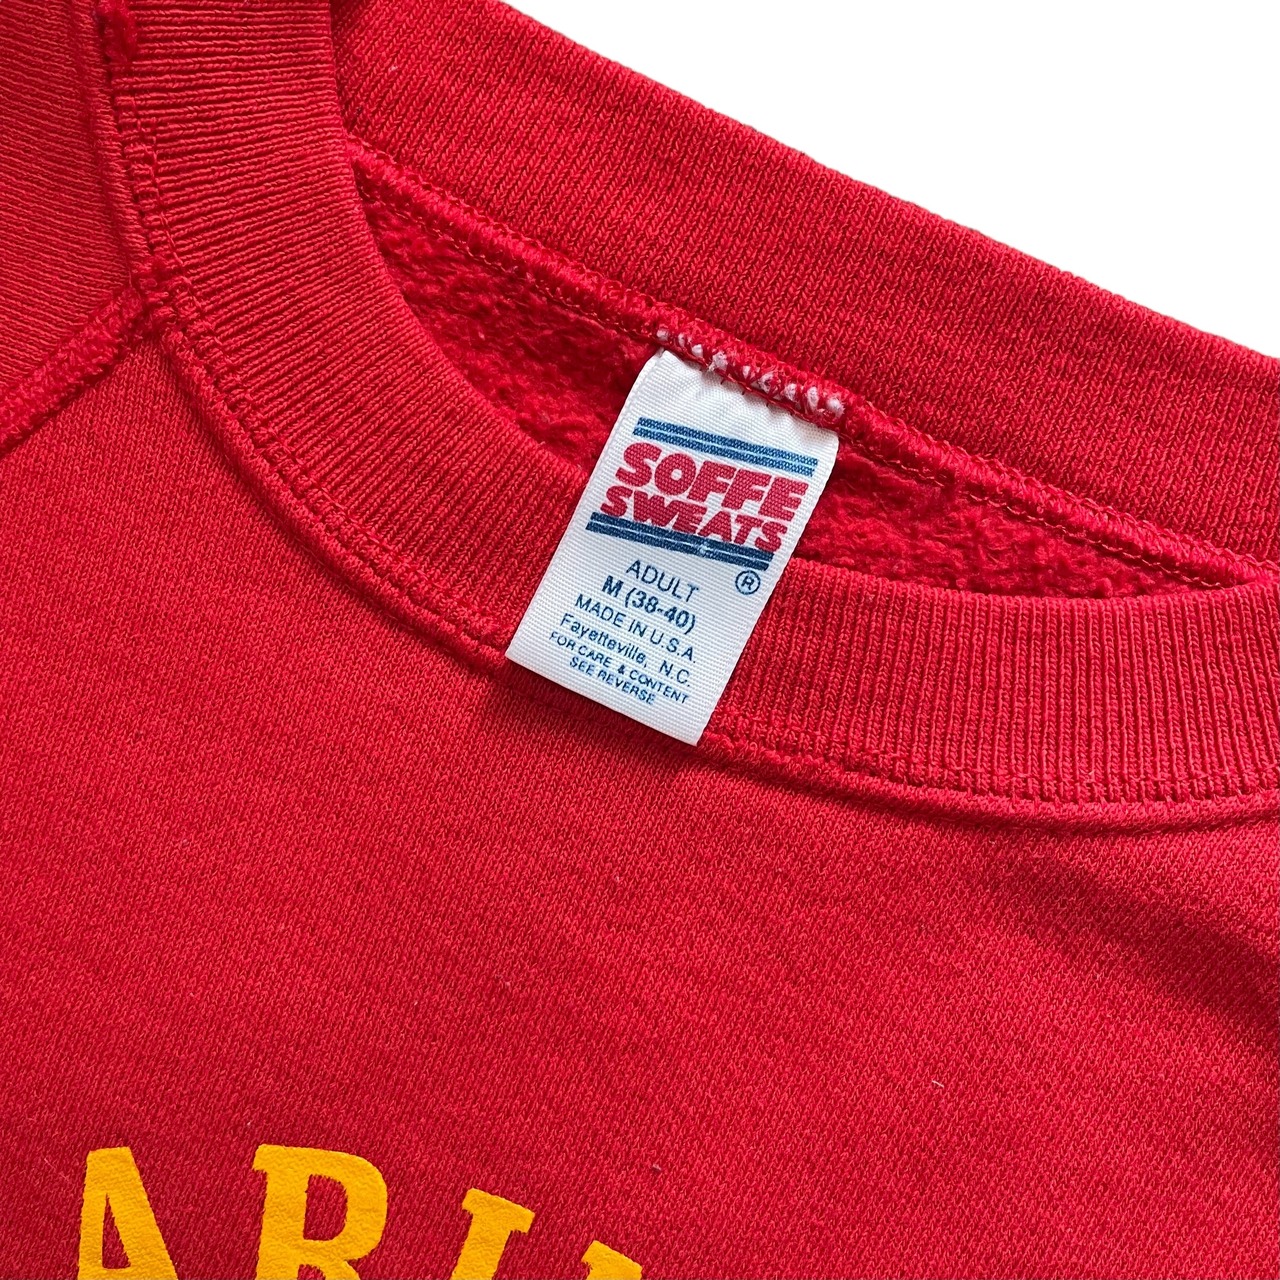 SOFFE
SWEATS
®
ADULT
M (38-40)
MADE IN U.S.A.
Fayetteville, N.C.
FOR CARE & CONTENT
SEE REVERSE